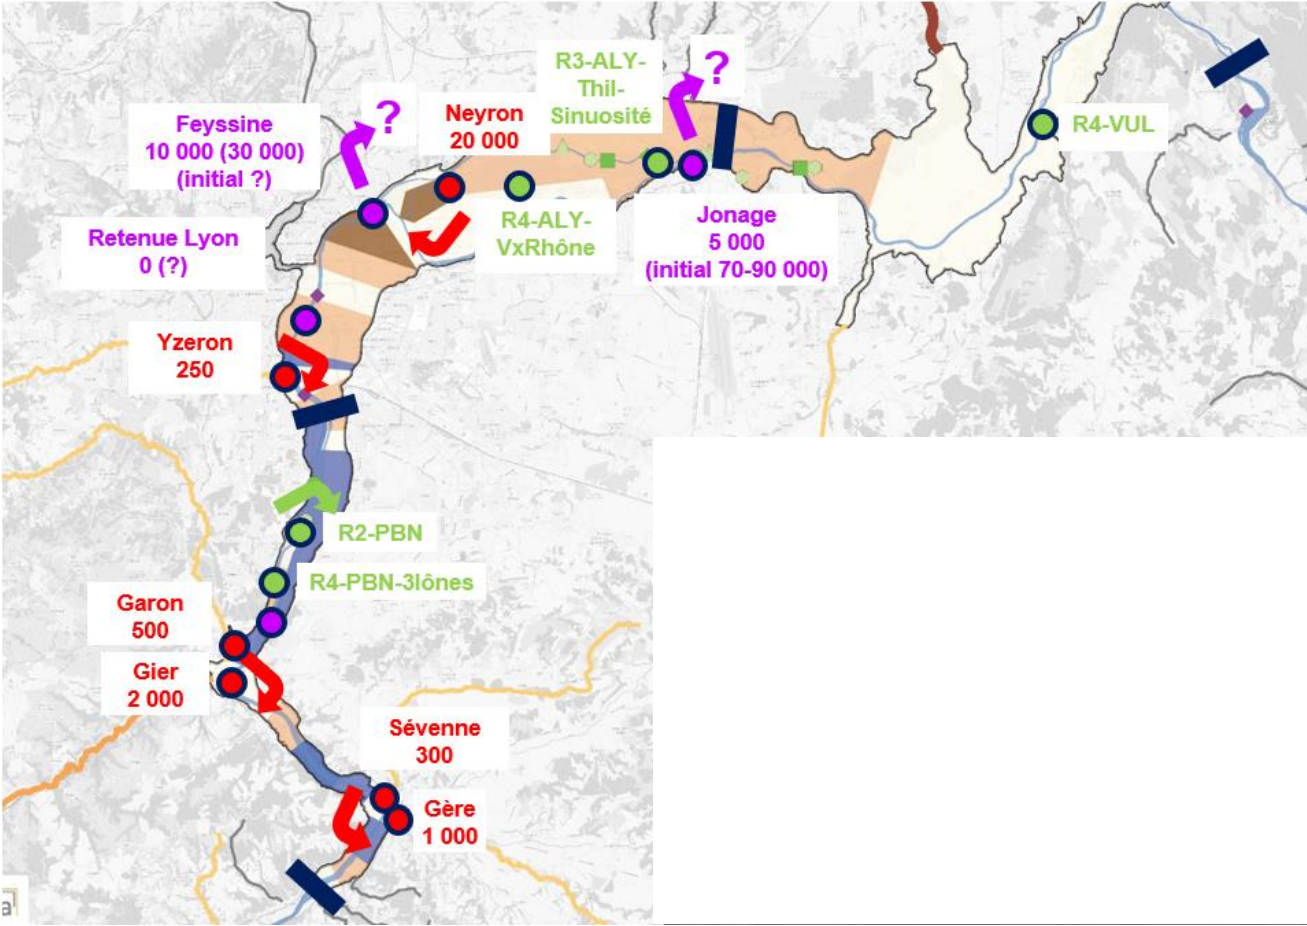 R3-ALY-
Thil-
Sinuosité
?
?
Neyron
20 000
Feyssine
10 000 (30 000)
(initial ?)
R4-VUL
R4-ALY-
VxRhône
Jonage
5 000
(initial 70-90 000)
Retenue Lyon
0 (?)
Yzeron
250
R2-PBN
R4-PBN-3lônes
Garon
500
Gier
2 000
Sévenne
300
Gère
1 000
a